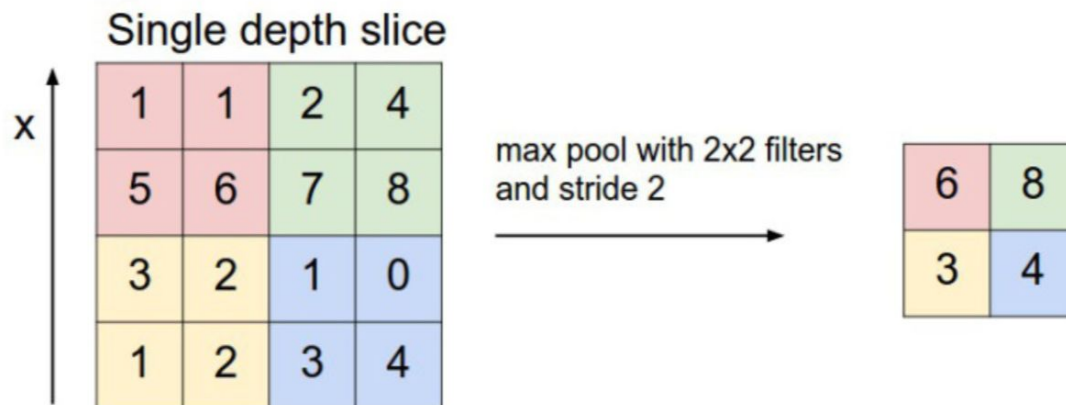 Single depth slice
x
1 1 2 4
5 6 7 8
3 2 1 0
1 2 3 4
max pool with 2x2 filters
and stride 2
6 8
3 4